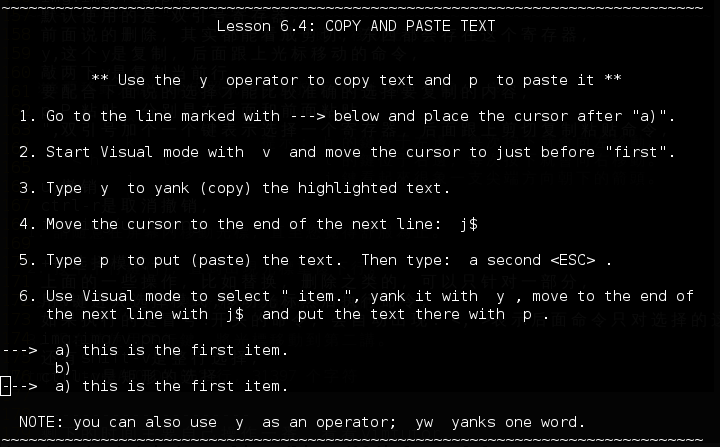 ~~~~~~~~~~~~~~~~~~~~~~~~~~~~~~~~~~~~~~~~~~~~~~~~~~~~~~~~~~~~~~~~~~~~~~~~~~~~~~
Lesson 6.4: COPY AND PASTE TEXT
** Use the  y  operator to copy text and  p  to paste it **
1. Go to the line marked with ---> below and place the cursor after "a)".
2. Start Visual mode with  v  and move the cursor to just before "first".
3. Type  y  to yank (copy) the highlighted text.
4. Move the cursor to the end of the next line:  j$
5. Type  p  to put (paste) the text.  Then type:  a second <ESC> .
6. Use Visual mode to select " item.", yank it with  y , move to the end of
the next line with  j$  and put the text there with  p .
--->  a) this is the first item.
b)
--->  a) this is the first item.
NOTE: you can also use  y  as an operator;  yw  yanks one word.
~~~~~~~~~~~~~~~~~~~~~~~~~~~~~~~~~~~~~~~~~~~~~~~~~~~~~~~~~~~~~~~~~~~~~~~~~~~~~~